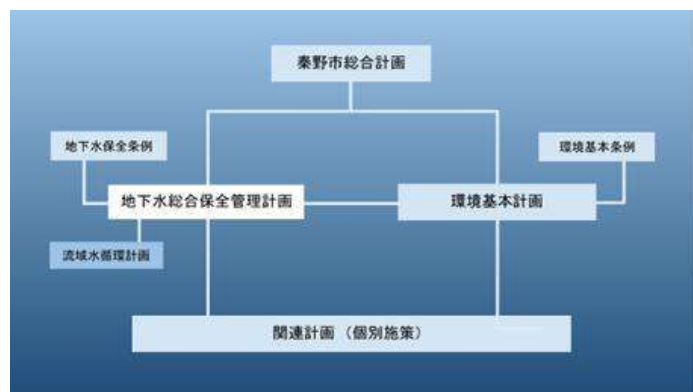 秦野市総合計画
地下水保全条例
環境基本条例
地下水総合保全管理計画
環境基本計画
流域水循環計画
関連計画（個別施策）